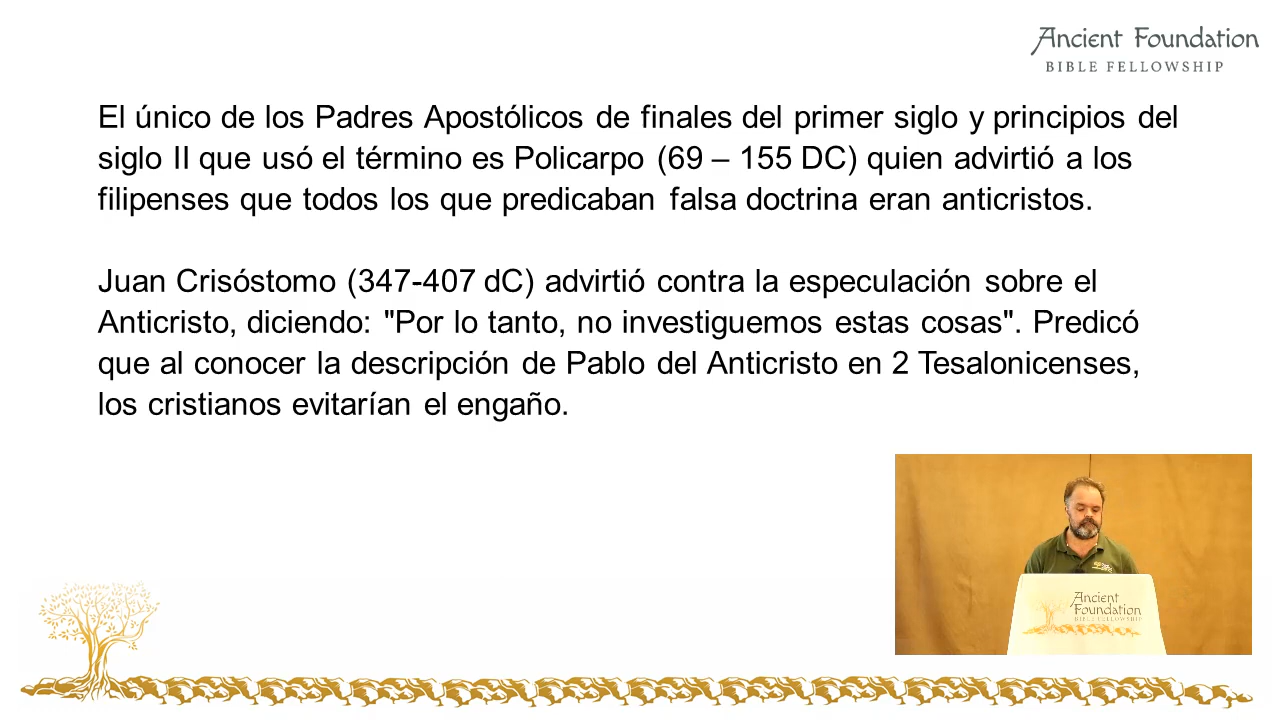 Ancient Foundation
BIBLE FELLOWSHIP
El único de los Padres Apostólicos de finales del primer siglo y principios del
siglo II que usó el término es Policarpo (69 – 155 DC) quien advirtió a los
filipenses que todos los que predicaban falsa doctrina eran anticristos.
Juan Crisóstomo (347-407 dC) advirtió contra la especulación sobre el
Anticristo, diciendo: "Por lo tanto, no investiguemos estas cosas". Predicó
que al conocer la descripción de Pablo del Anticristo en 2 Tesalonicenses,
los cristianos evitarían el engaño.
Ancient
Foundation
BIBLE FELLOWSHIP